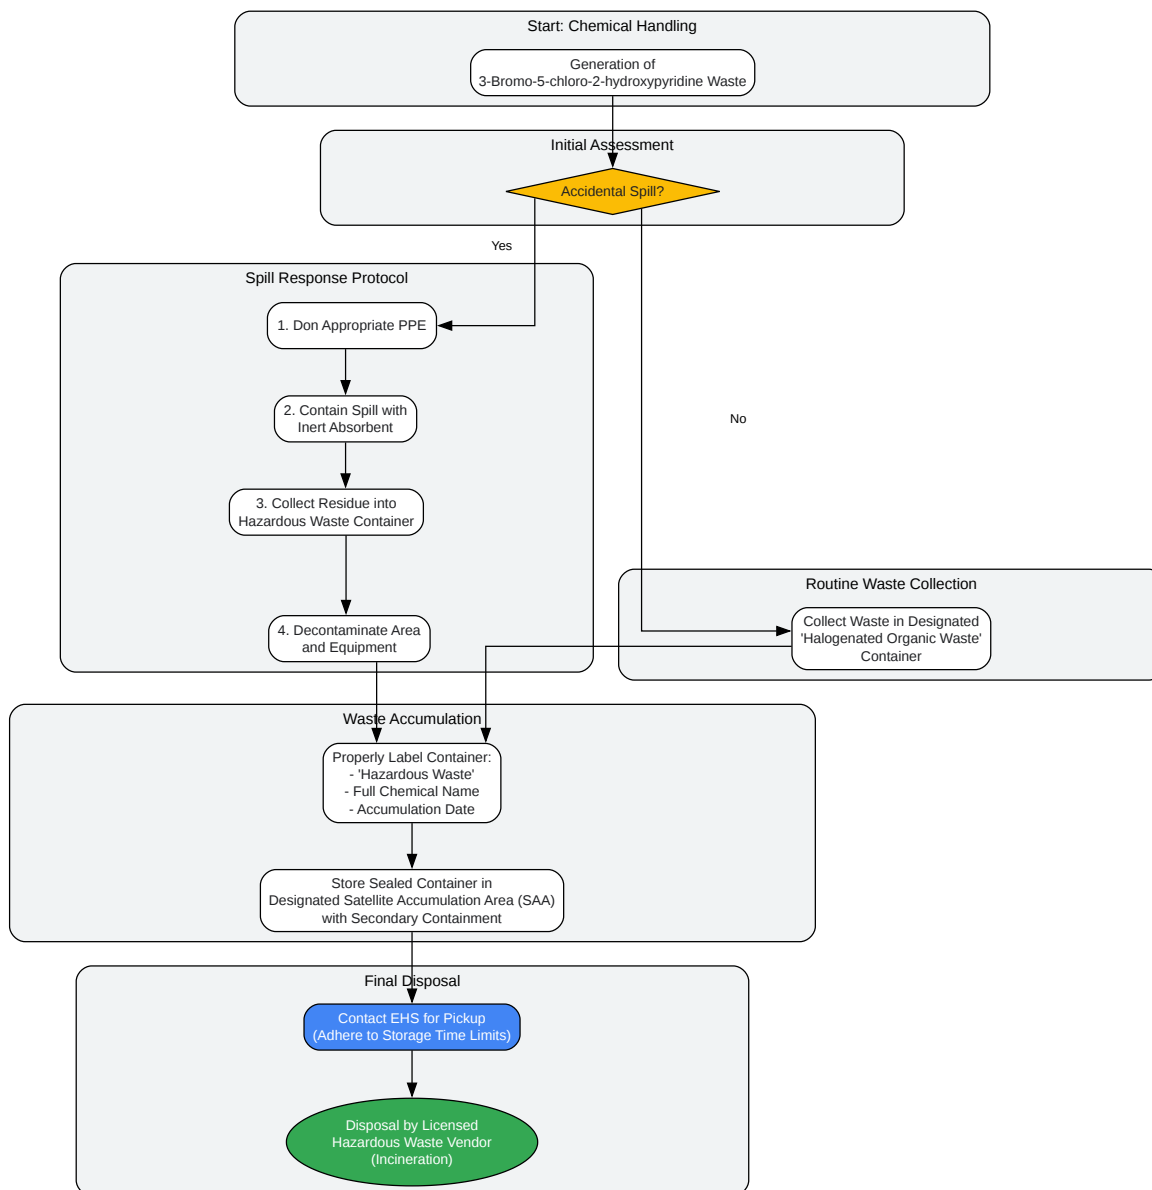 Start: Chemical Handling
Generation of
3-Bromo-5-chloro-2-hydroxypyridine Waste
Initial Assessment
Accidental Spill?
Yes
Spill Response Protocol
1. Don Appropriate PPE
2. Contain Spill with
Inert Absorbent
No
3. Collect Residue into
Hazardous Waste Container
Routine Waste Collection
Collect Waste in Designated
'Halogenated Organic Waste'
Container
4. Decontaminate Area
and Equipment
Waste Accumulation
Properly Label Container:
- 'Hazardous Waste'
- Full Chemical Name
- Accumulation Date
Store Sealed Container in
Designated Satellite Accumulation Area (SAA)
with Secondary Containment
Final Disposal
Contact EHS for Pickup
(Adhere to Storage Time Limits)
Disposal by Licensed
Hazardous Waste Vendor
(Incineration)